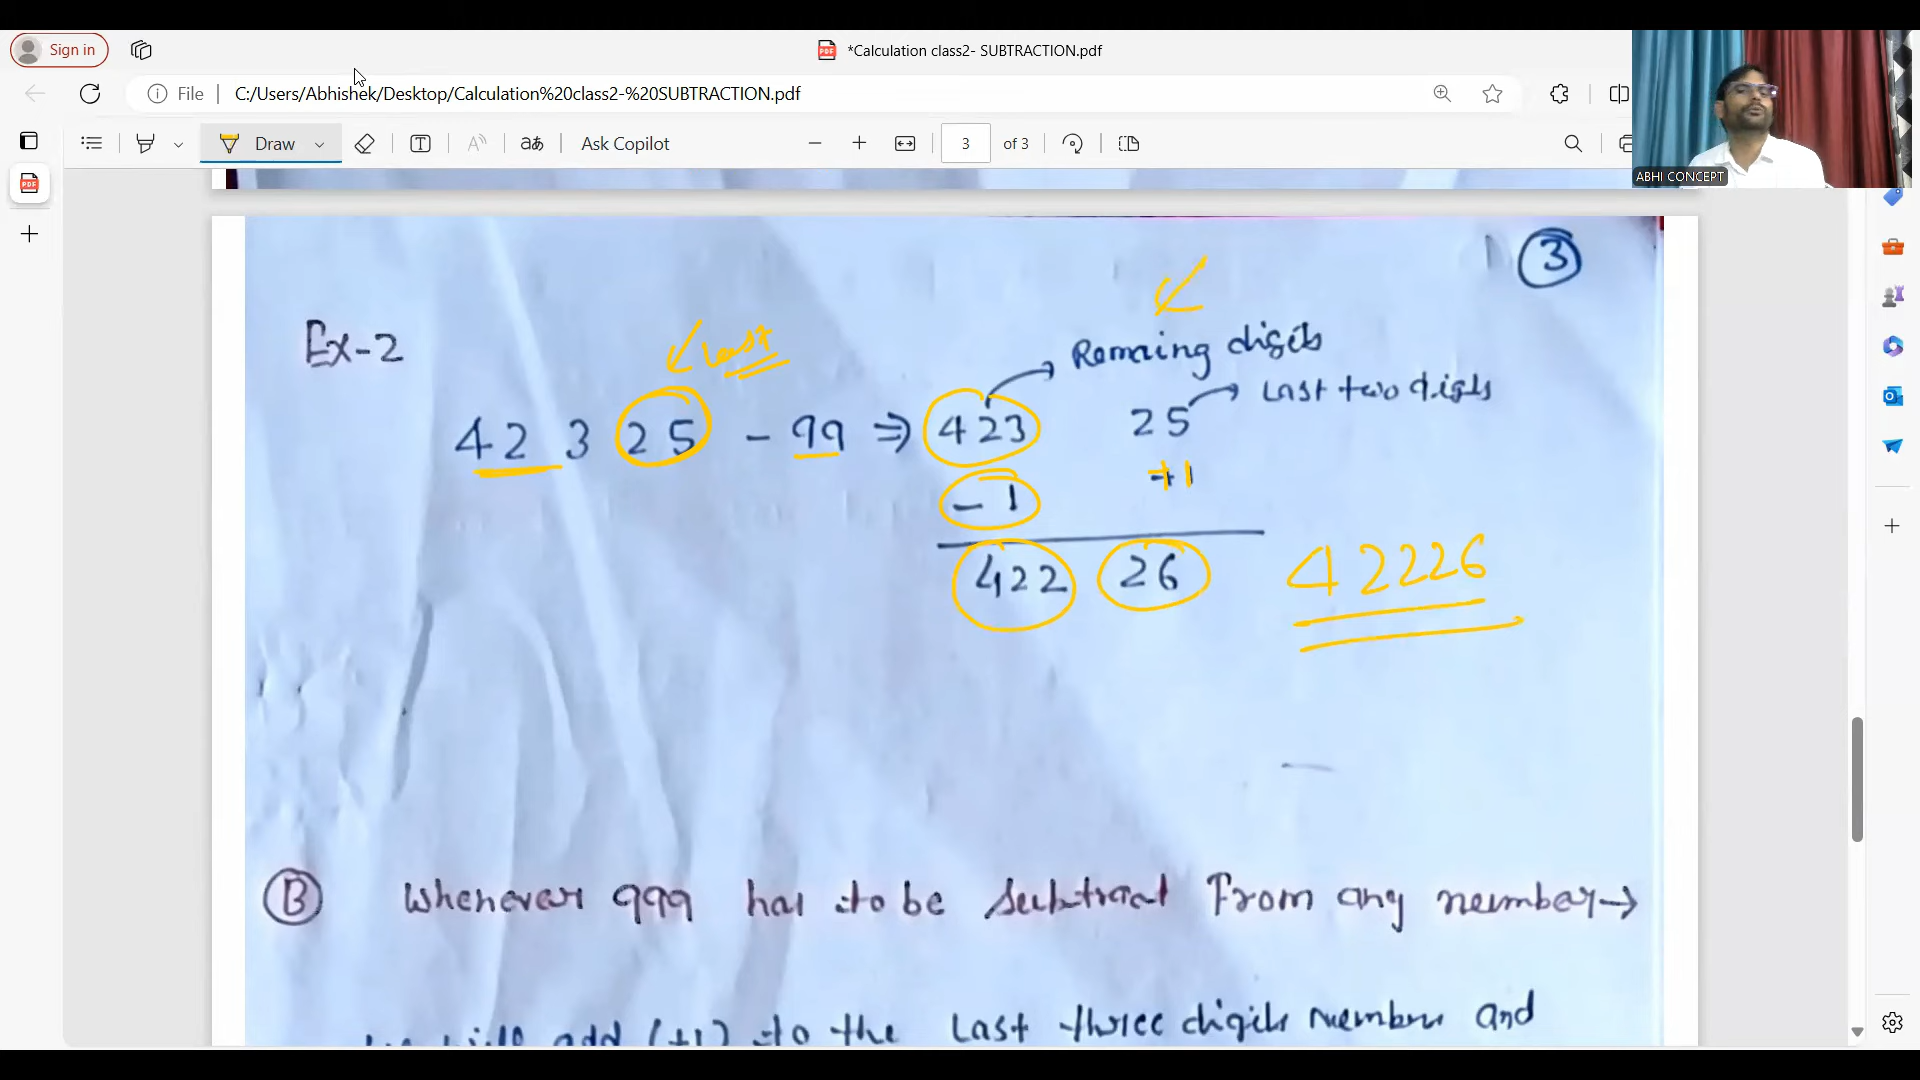 Sign in
*Calculation class2- SUBTRACTION.pdf
File
C:/Users/Abhishek/Desktop/Calculation%20class2-%20SUBTRACTION.pdf
Draw
Ask Copilot
3 of 3
ABHI CONCEPT
3
Ex-2
Last
Remaing digits
Last two digits
42325 - 99 ⇒ 423 25
- 1 +1
422 26
42226
B Whenever 999 has to be subtract From any number→
add (+1) to the Last three digits numbers and